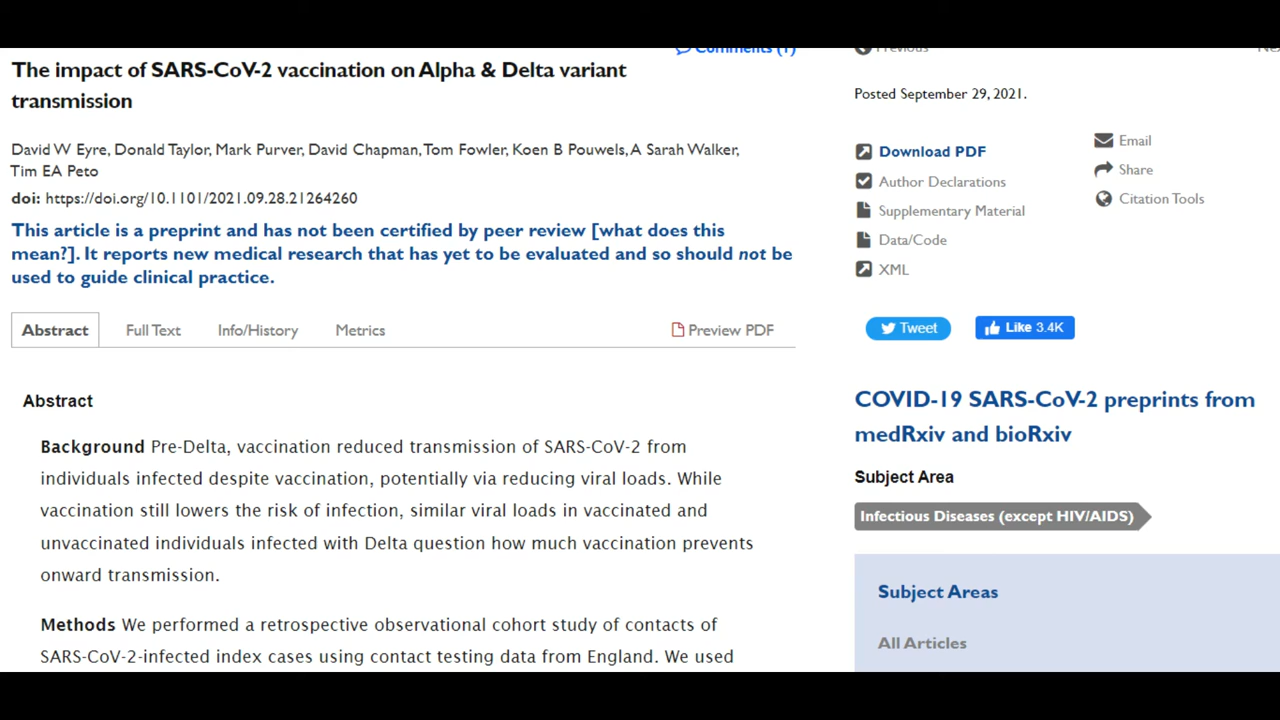 Comments (1)
Previous
The impact of SARS-CoV-2 vaccination on Alpha & Delta variant
transmission
David W Eyre, Donald Taylor, Mark Purver, David Chapman, Tom Fowler, Koen B Pouwels, A Sarah Walker,
Tim EA Peto
doi: https://doi.org/10.1101/2021.09.28.21264260
This article is a preprint and has not been certified by peer review [what does this
mean?]. It reports new medical research that has yet to be evaluated and so should not be
used to guide clinical practice.
Abstract Full Text Info/History Metrics Preview PDF
Abstract
Background Pre-Delta, vaccination reduced transmission of SARS-CoV-2 from
individuals infected despite vaccination, potentially via reducing viral loads. While
vaccination still lowers the risk of infection, similar viral loads in vaccinated and
unvaccinated individuals infected with Delta question how much vaccination prevents
onward transmission.
Methods We performed a retrospective observational cohort study of contacts of
SARS-CoV-2-infected index cases using contact testing data from England. We used
Posted September 29, 2021.
Download PDF
Author Declarations
Supplementary Material
Data/Code
XML
Email
Share
Citation Tools
Tweet
Like 3.4K
COVID-19 SARS-CoV-2 preprints from
medRxiv and bioRxiv
Subject Area
Infectious Diseases (except HIV/AIDS)
Subject Areas
All Articles